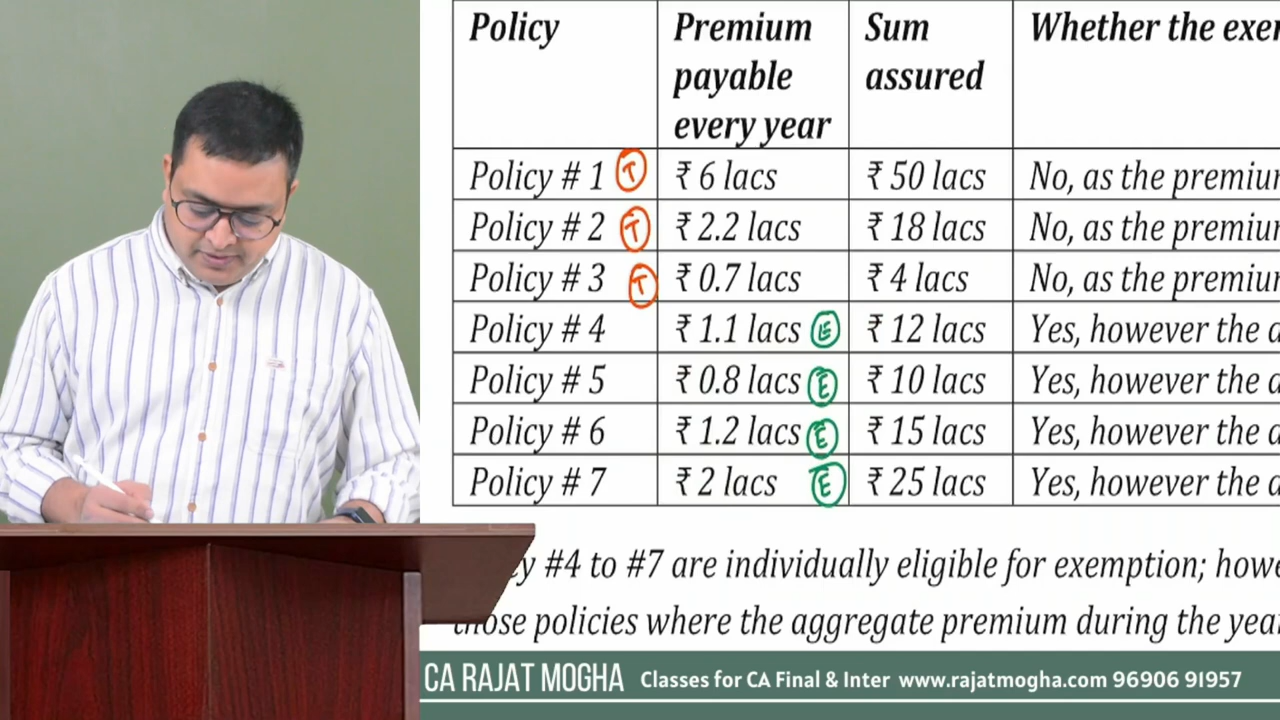 Policy Premium payable every year Sum assured Whether the exer
Policy # 1 T ₹ 6 lacs ₹ 50 lacs No, as the premiun
Policy # 2 T ₹ 2.2 lacs ₹ 18 lacs No, as the premiun
Policy # 3 T ₹ 0.7 lacs ₹ 4 lacs No, as the premiun
Policy # 4 ₹ 1.1 lacs E ₹ 12 lacs Yes, however the a
Policy # 5 ₹ 0.8 lacs E ₹ 10 lacs Yes, however the a
Policy # 6 ₹ 1.2 lacs E ₹ 15 lacs Yes, however the a
Policy # 7 ₹ 2 lacs E ₹ 25 lacs Yes, however the a
y #4 to #7 are individually eligible for exemption; howe
those policies where the aggregate premium during the year
CA RAJAT MOGHA Classes for CA Final & Inter www.rajatmogha.com 96906 91957